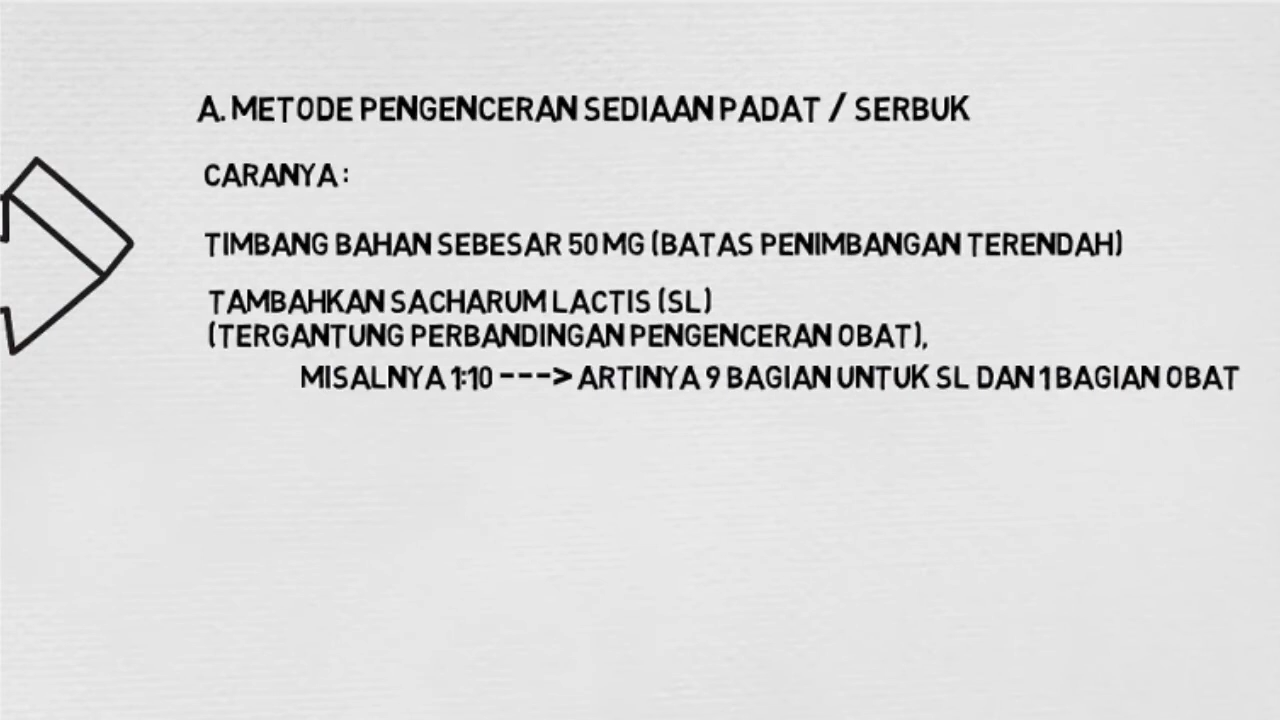 A. METODE PENGENCERAN SEDIAAN PADAT / SERBUK
CARANYA :
TIMBANG BAHAN SEBESAR 50 MG (BATAS PENIMBANGAN TERENDAH)
TAMBAHKAN SACHARUM LACTIS (SL)
(TERGANTUNG PERBANDINGAN PENGENCERAN OBAT),
MISALNYA 1:10 ---> ARTINYA 9 BAGIAN UNTUK SL DAN 1 BAGIAN OBAT